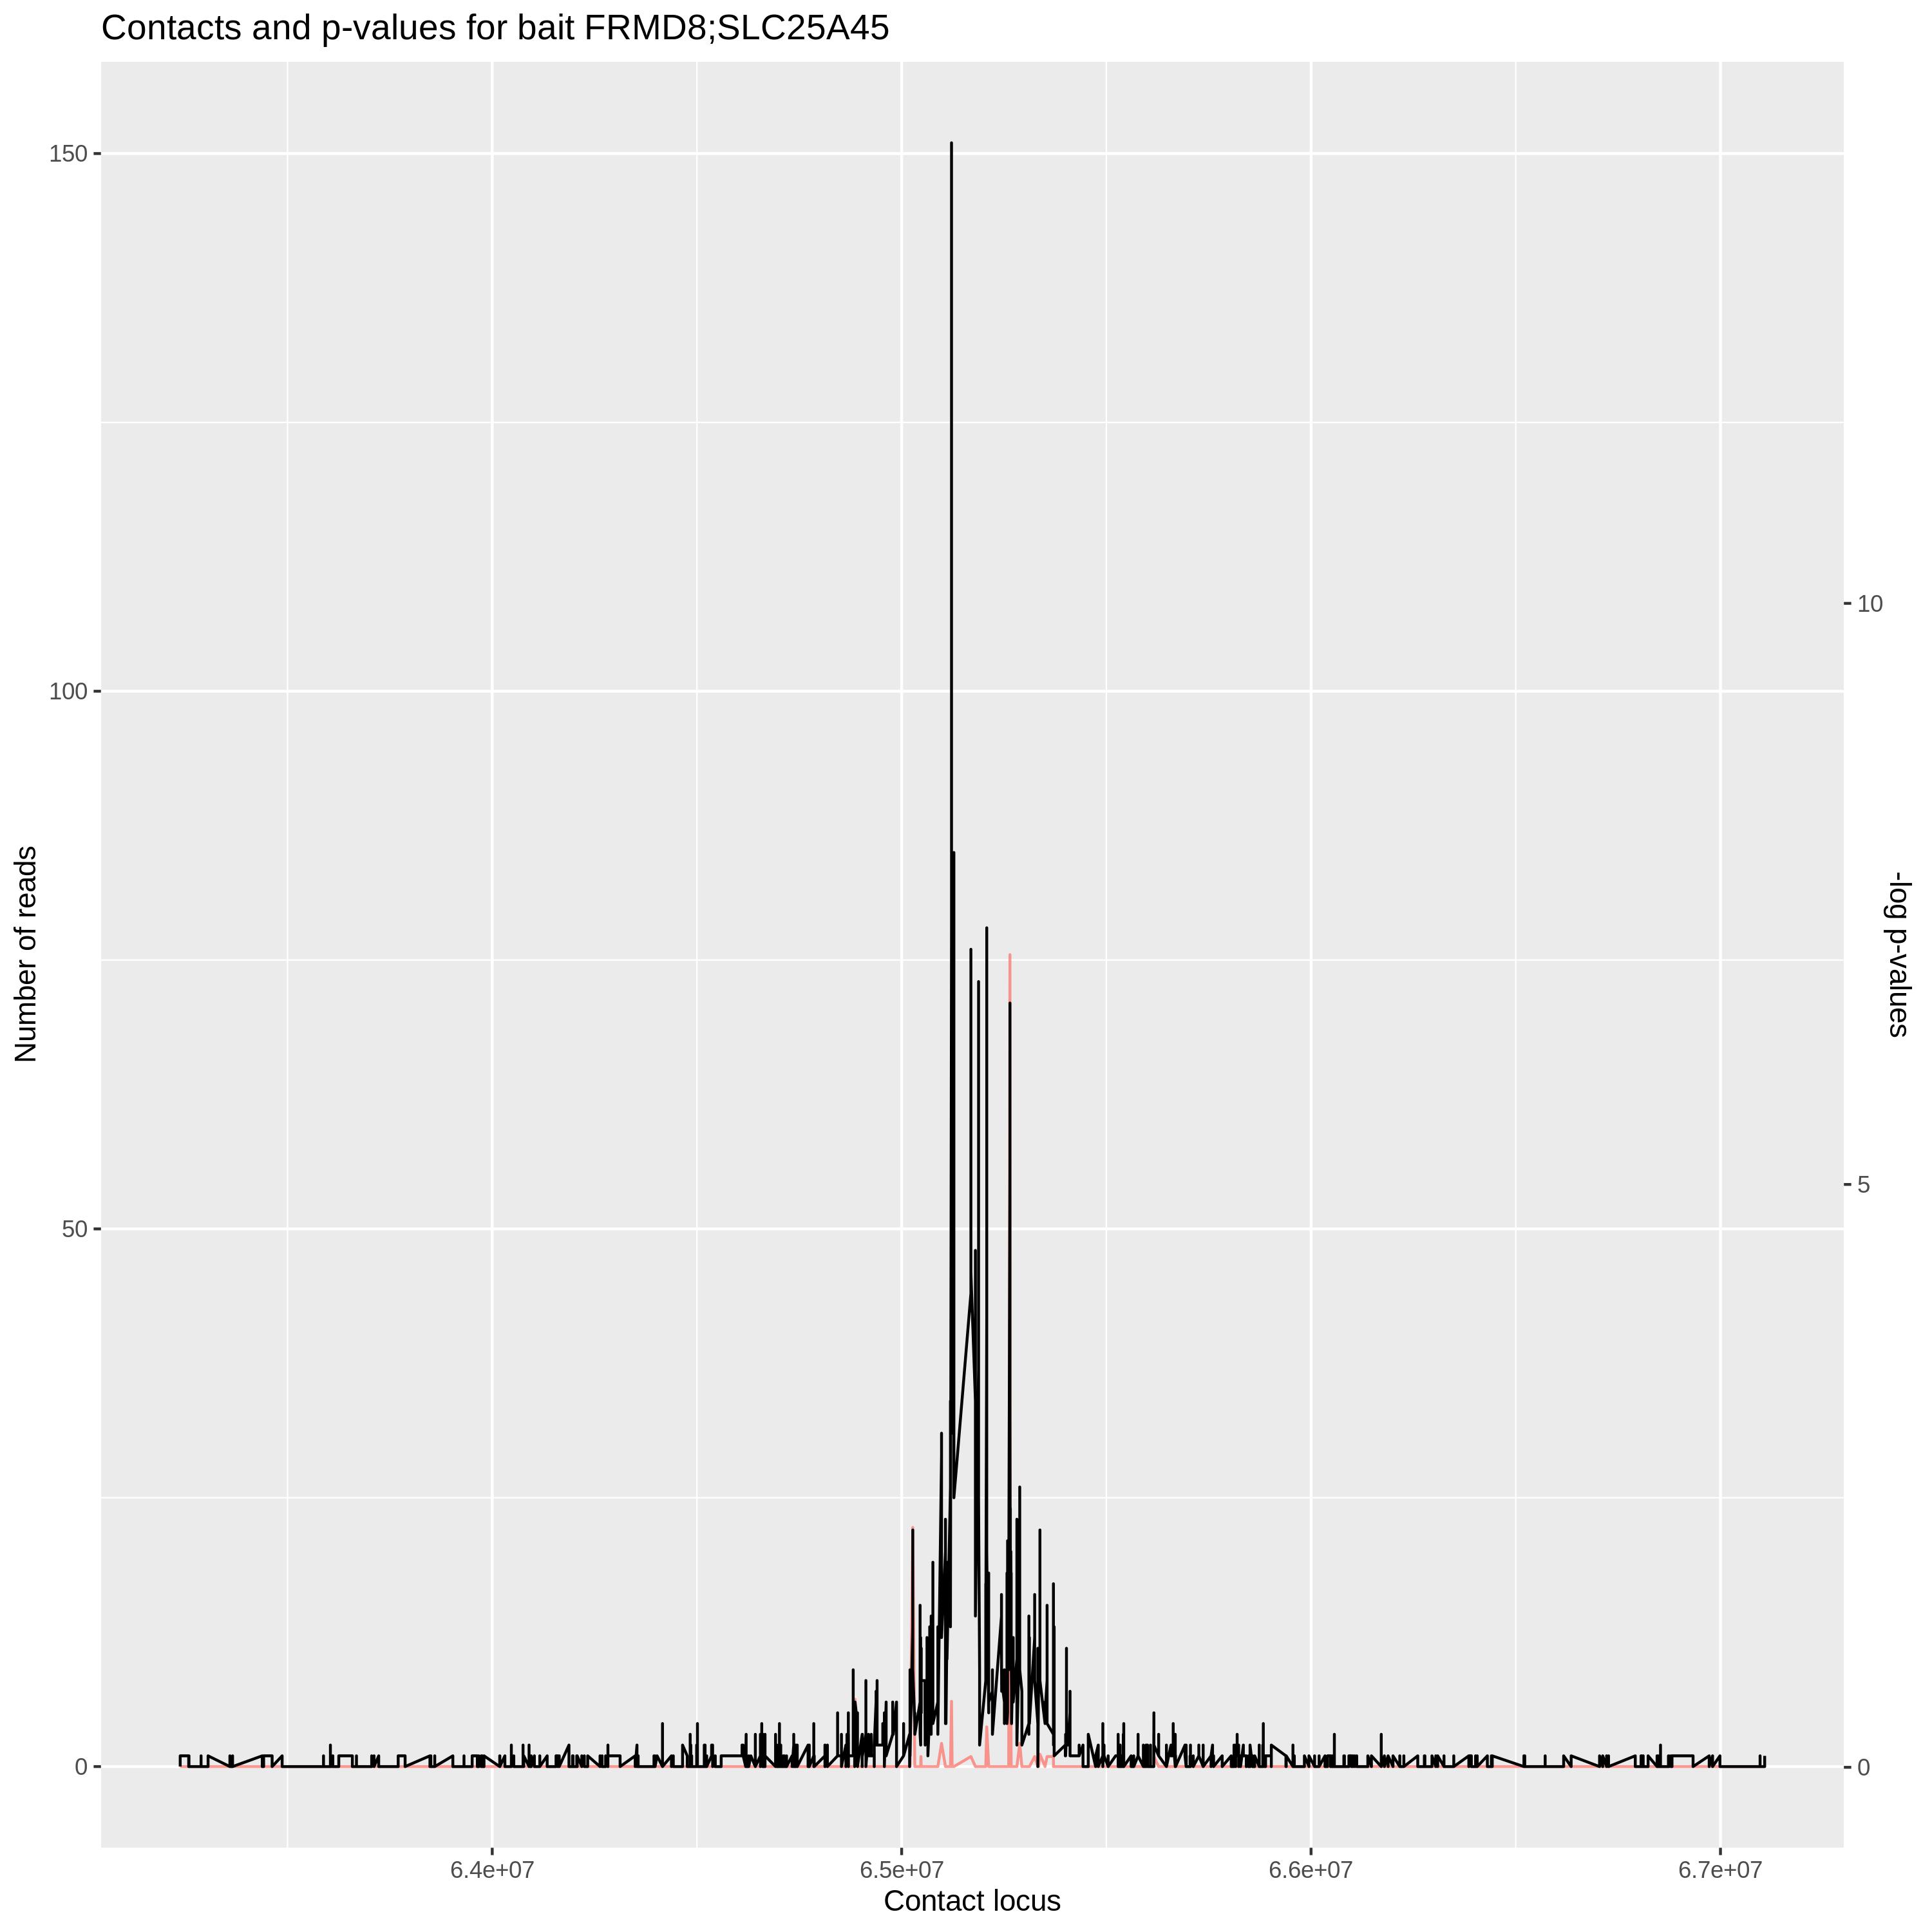 Contacts and p-values for bait FRMD8;SLC25A45
150
100
50
0
Number of reads
10
5
0
-log p-values
6.4e+07 6.5e+07 6.6e+07 6.7e+07
Contact locus